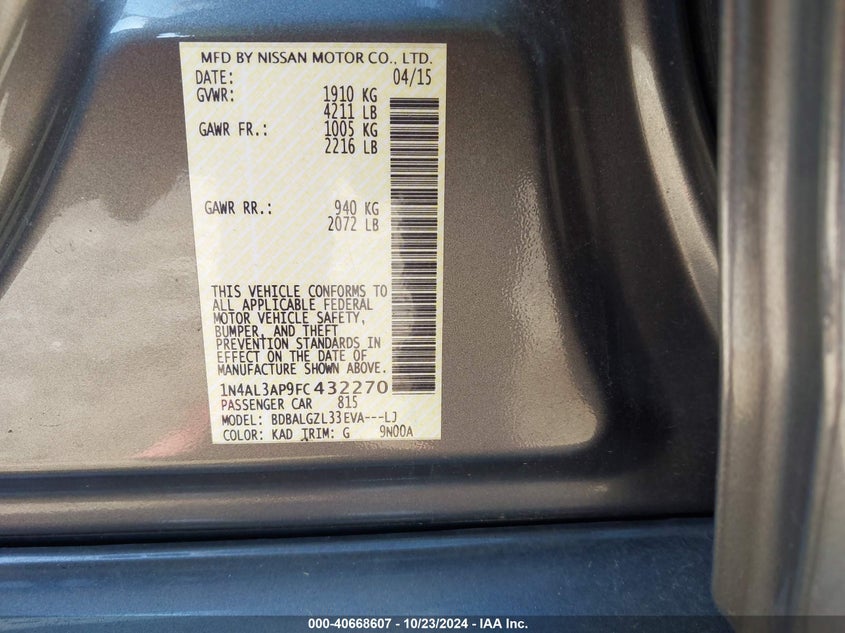 MFD BY NISSAN MOTOR CO., LTD.
DATE: 04/15
GVWR: 1910 KG
4211 LB
GAWR FR.: 1005 KG
2216 LB
GAWR RR.: 940 KG
2072 LB
THIS VEHICLE CONFORMS TO
ALL APPLICABLE FEDERAL
MOTOR VEHICLE SAFETY,
BUMPER, AND THEFT
PREVENTION STANDARDS IN
EFFECT ON THE DATE OF
MANUFACTURE SHOWN ABOVE.
1N4AL3AP9FC432270
PASSENGER CAR 815
MODEL: BDBALGZL33EVA---LJ
COLOR: KAD TRIM: G 9N00A
000-40668607 - 10/23/2024 - IAA Inc.